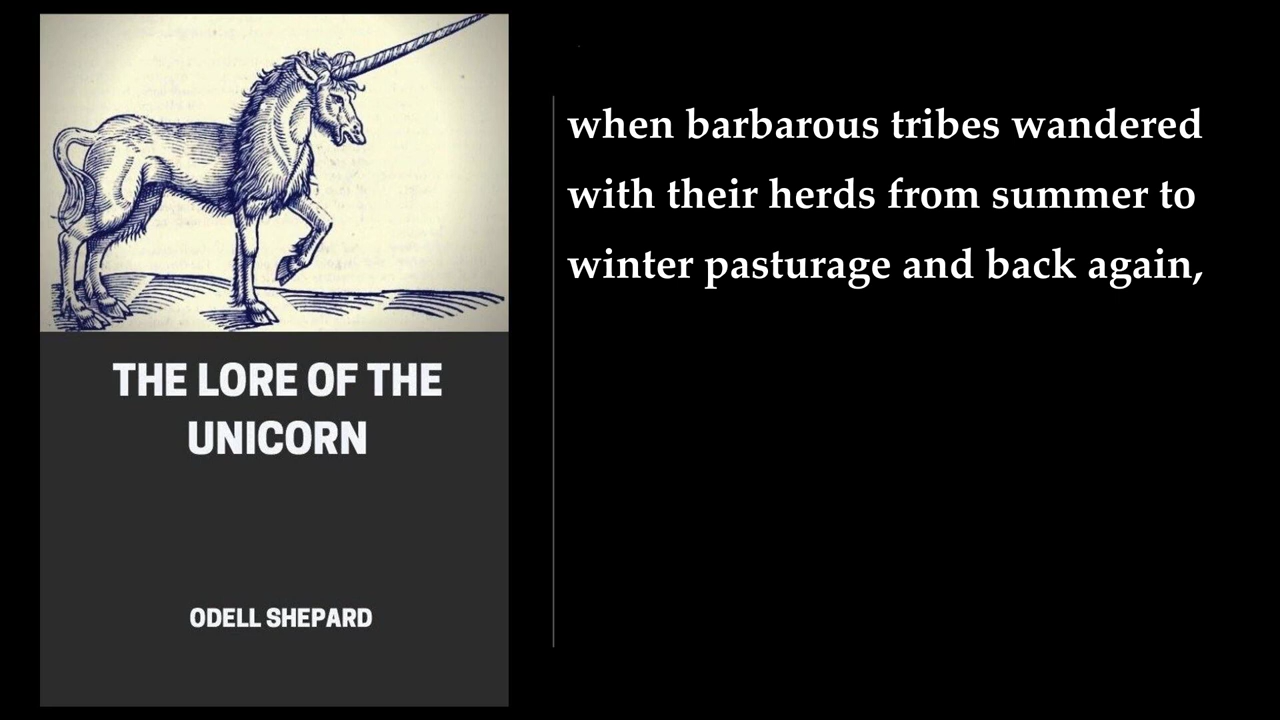 THE LORE OF THE
UNICORN
ODELL SHEPARD
when barbarous tribes wandered
with their herds from summer to
winter pasturage and back again,